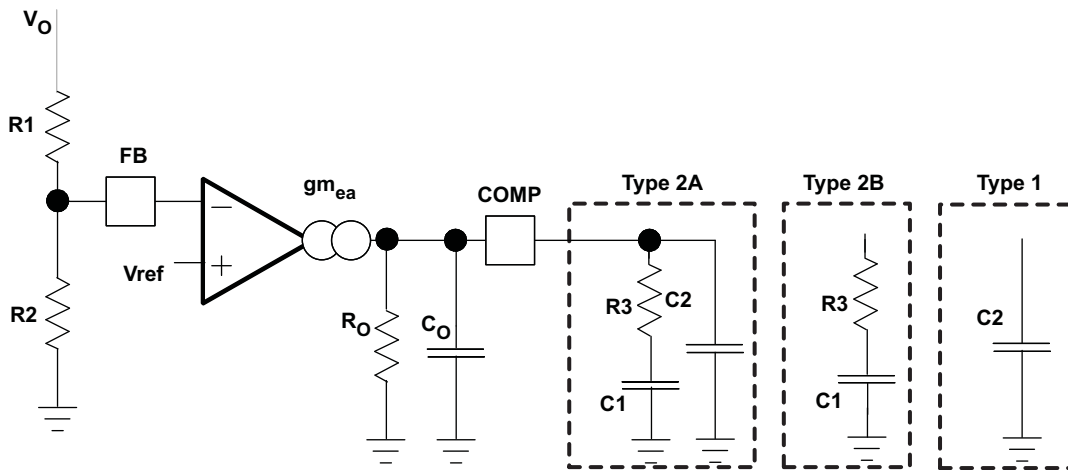 VO
R1
FB
gmea
COMP
Type 2A
Type 2B
Type 1
Vref
R2
RO
CO
R3
C2
C1
R3
C1
C2
− +